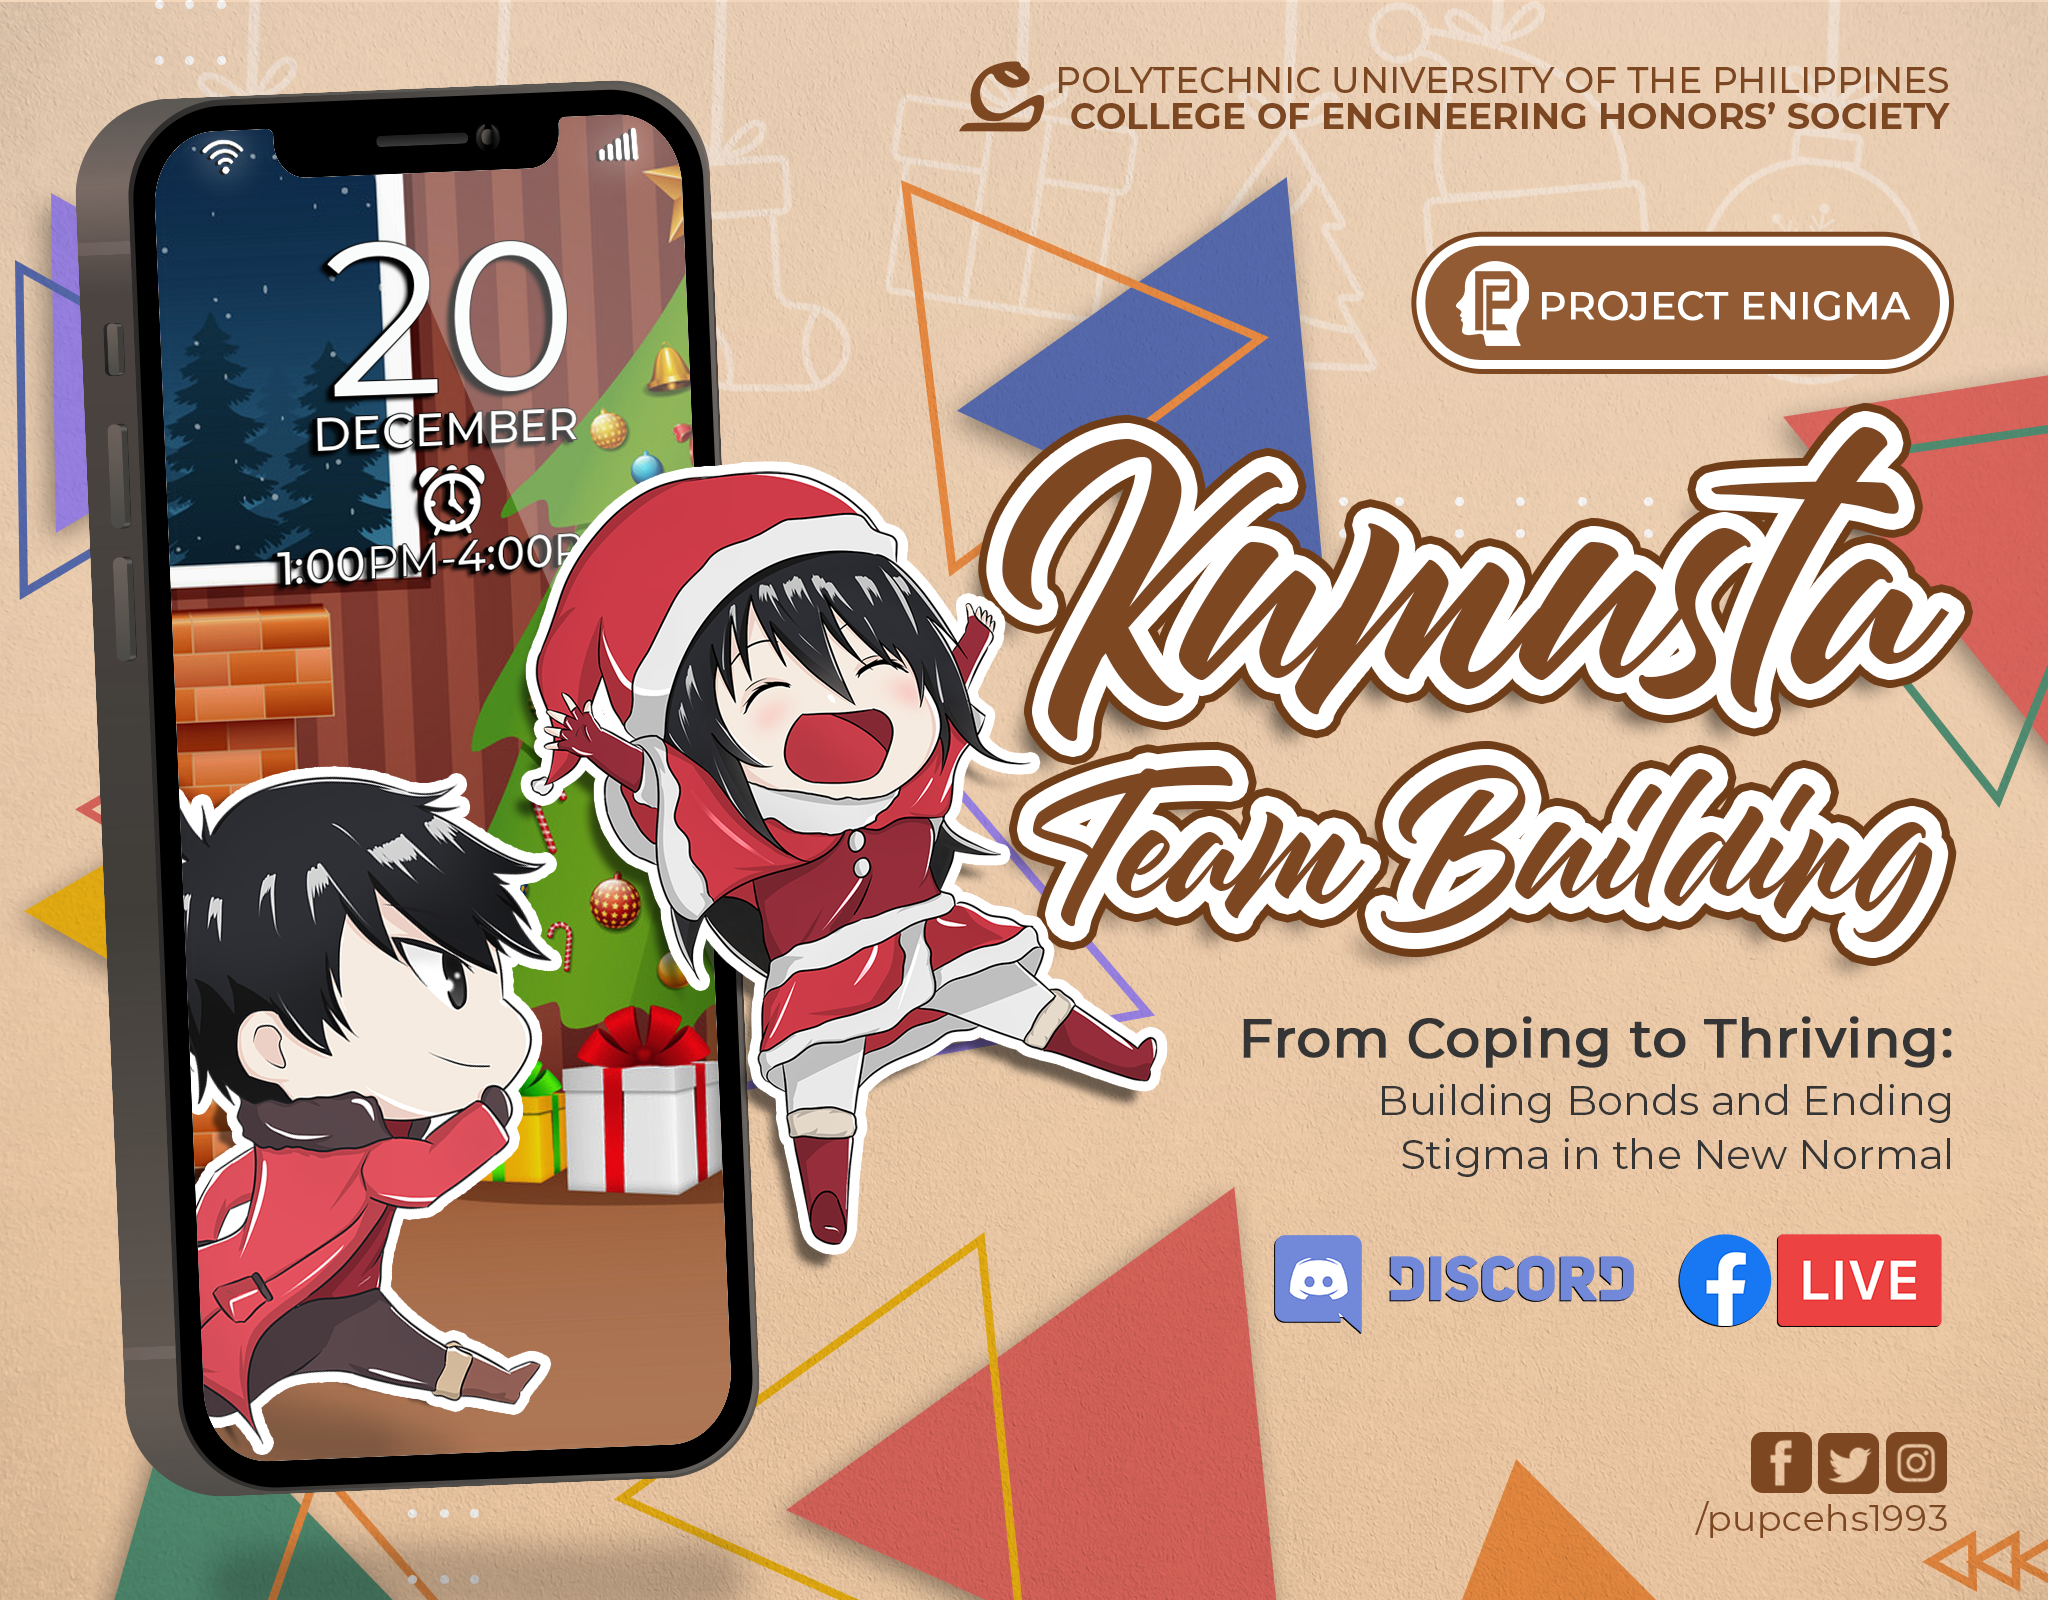 POLYTECHNIC UNIVERSITY OF THE PHILIPPINES
COLLEGE OF ENGINEERING HONORS' SOCIETY
PROJECT ENIGMA
20
DECEMBER
1:00PM-4:00P
Kamusta
Team Building
From Coping to Thriving:
Building Bonds and Ending
Stigma in the New Normal
DISCORD
LIVE
/pupcehs1993